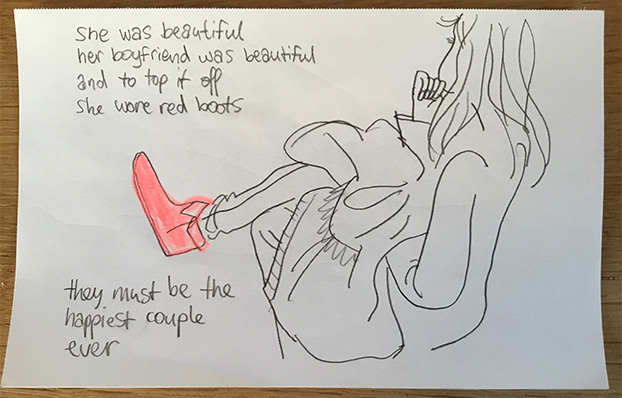 she was beautiful
her boyfriend was beautiful
and to top it off
she wore red boots
they must be the
happiest couple
ever